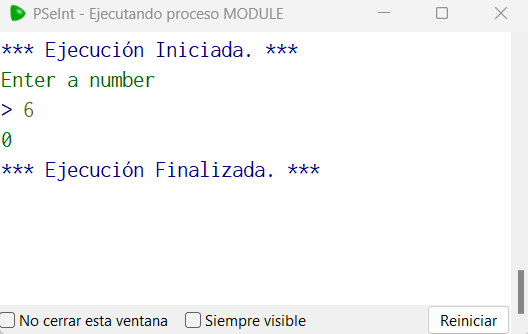 PSeInt - Ejecutando proceso MODULE
*** Ejecución Iniciada. ***
Enter a number
> 6
0
*** Ejecución Finalizada. ***
No cerrar esta ventana
Siempre visible
Reiniciar